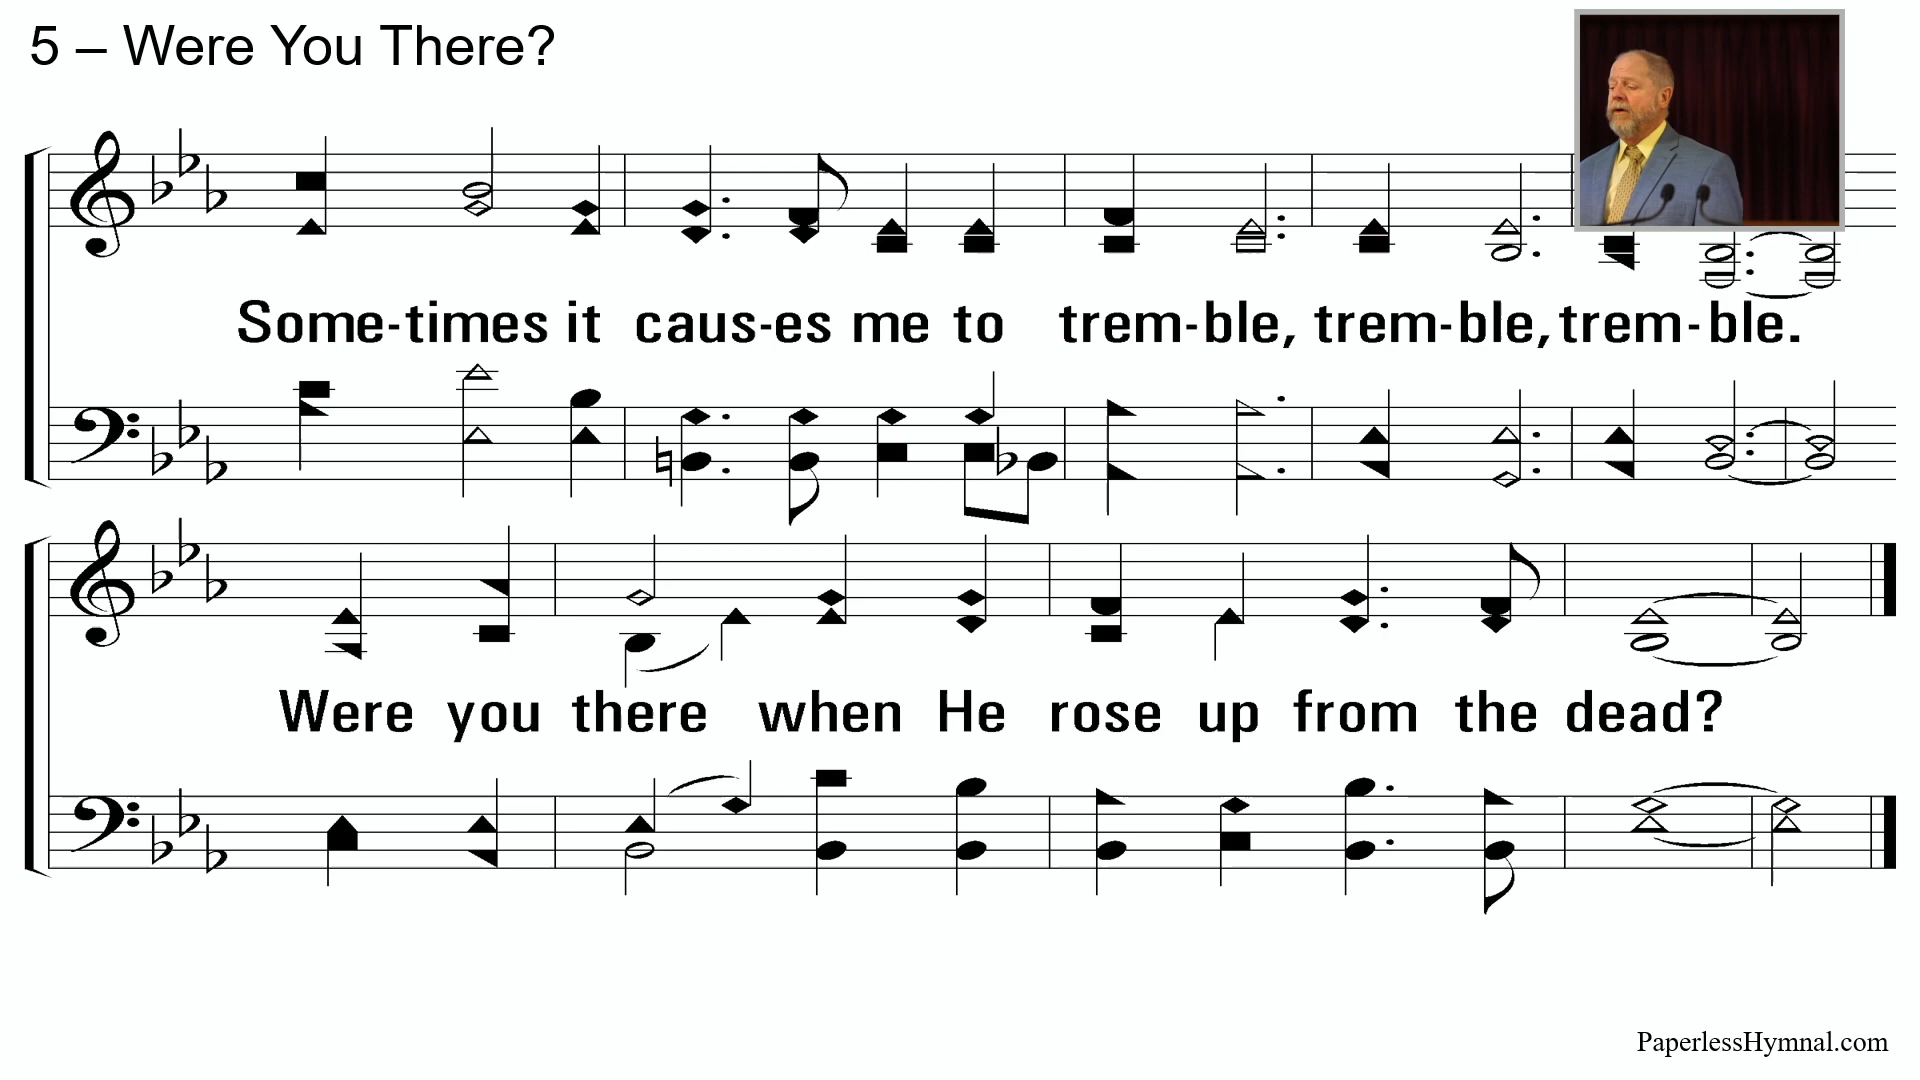 5 – Were You There?
Some-times it caus-es me to trem-ble, trem-ble, trem-ble.
Were you there when He rose up from the dead?
PaperlessHymnal.com